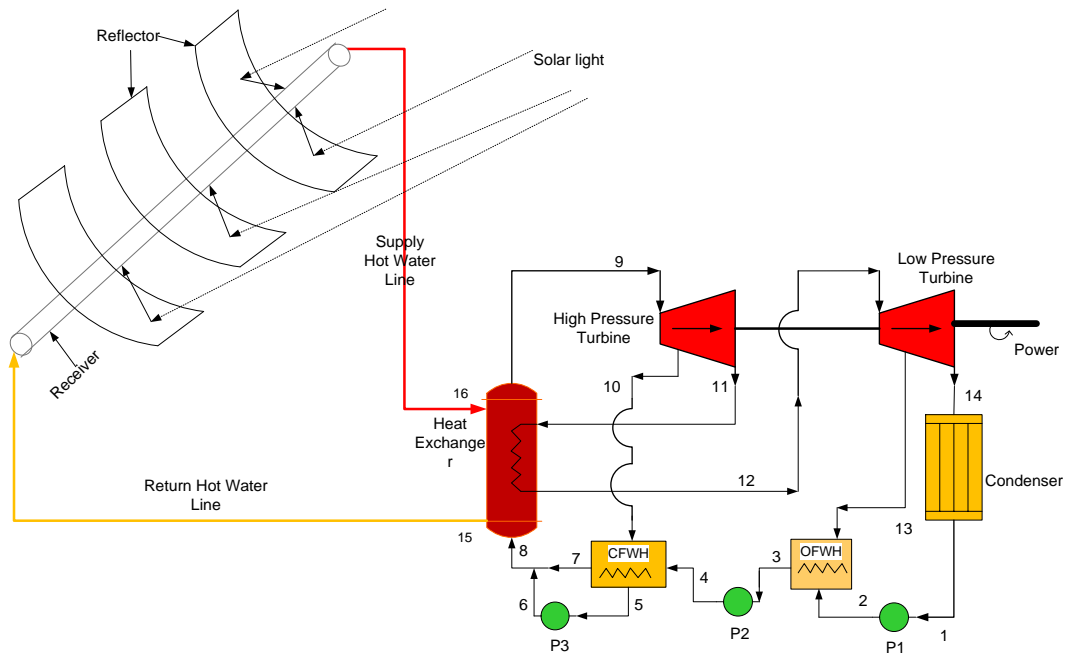 Reflector
Solar light
Supply
Hot Water
Line
Receiver
Return Hot Water
Line
9
High Pressure
Turbine
Low Pressure
Turbine
Power
10
11
14
16
Heat
Exchange
r
12
Condenser
13
15
8
7
CFWH
OFWH
3
4
6
5
2
1
P3
P2
P1